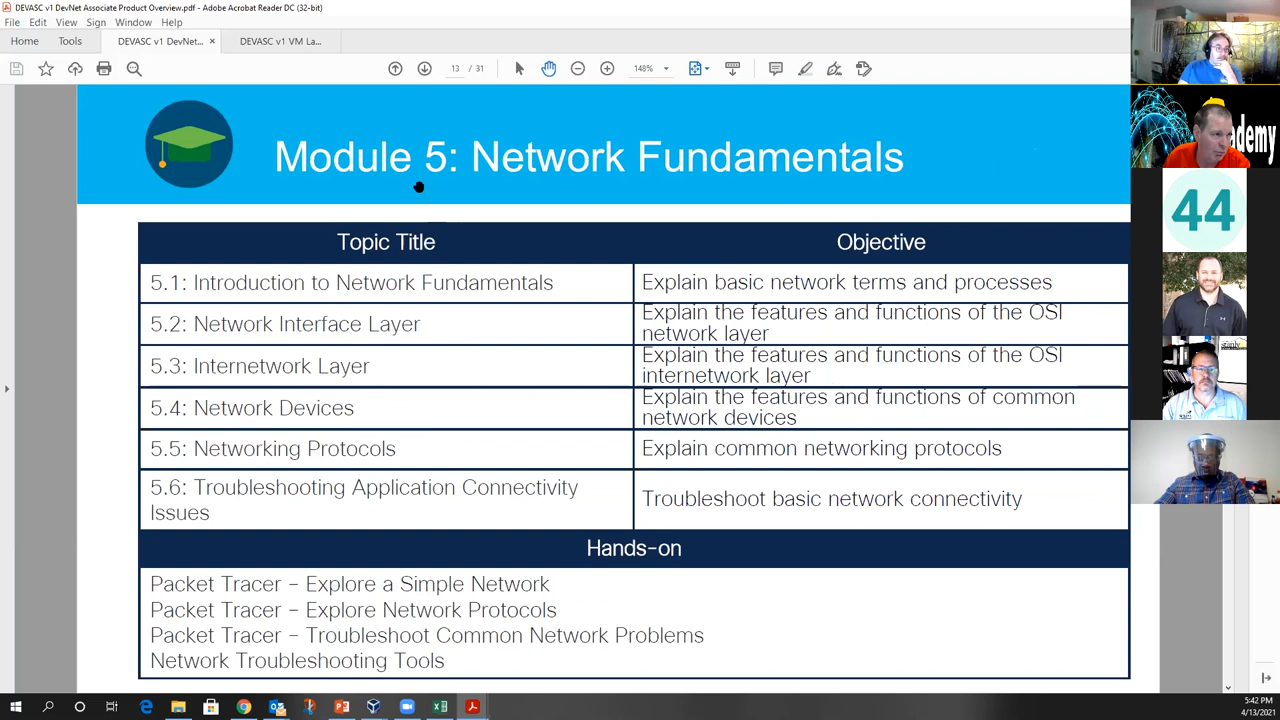 DEVASC v1 DevNet Associate Product Overview.pdf - Adobe Acrobat Reader DC (32-bit)
File Edit View Sign Window Help
Home Tools DEVASC v1 DevNet... × DEVASC v1 VM La...
13 / 31 148%
Module 5: Network Fundamentals
Topic Title Objective
5.1: Introduction to Network Fundamentals Explain basic network terms and processes
5.2: Network Interface Layer Explain the features and functions of the OSI
network layer
5.3: Internetwork Layer Explain the features and functions of the OSI
internetwork layer
5.4: Network Devices Explain the features and functions of common
network devices
5.5: Networking Protocols Explain common networking protocols
5.6: Troubleshooting Application Connectivity
Issues
Troubleshoot basic network connectivity
Hands-on
Packet Tracer – Explore a Simple Network
Packet Tracer – Explore Network Protocols
Packet Tracer – Troubleshoot Common Network Problems
Network Troubleshooting Tools
ademy
44
5:42 PM
4/13/2021